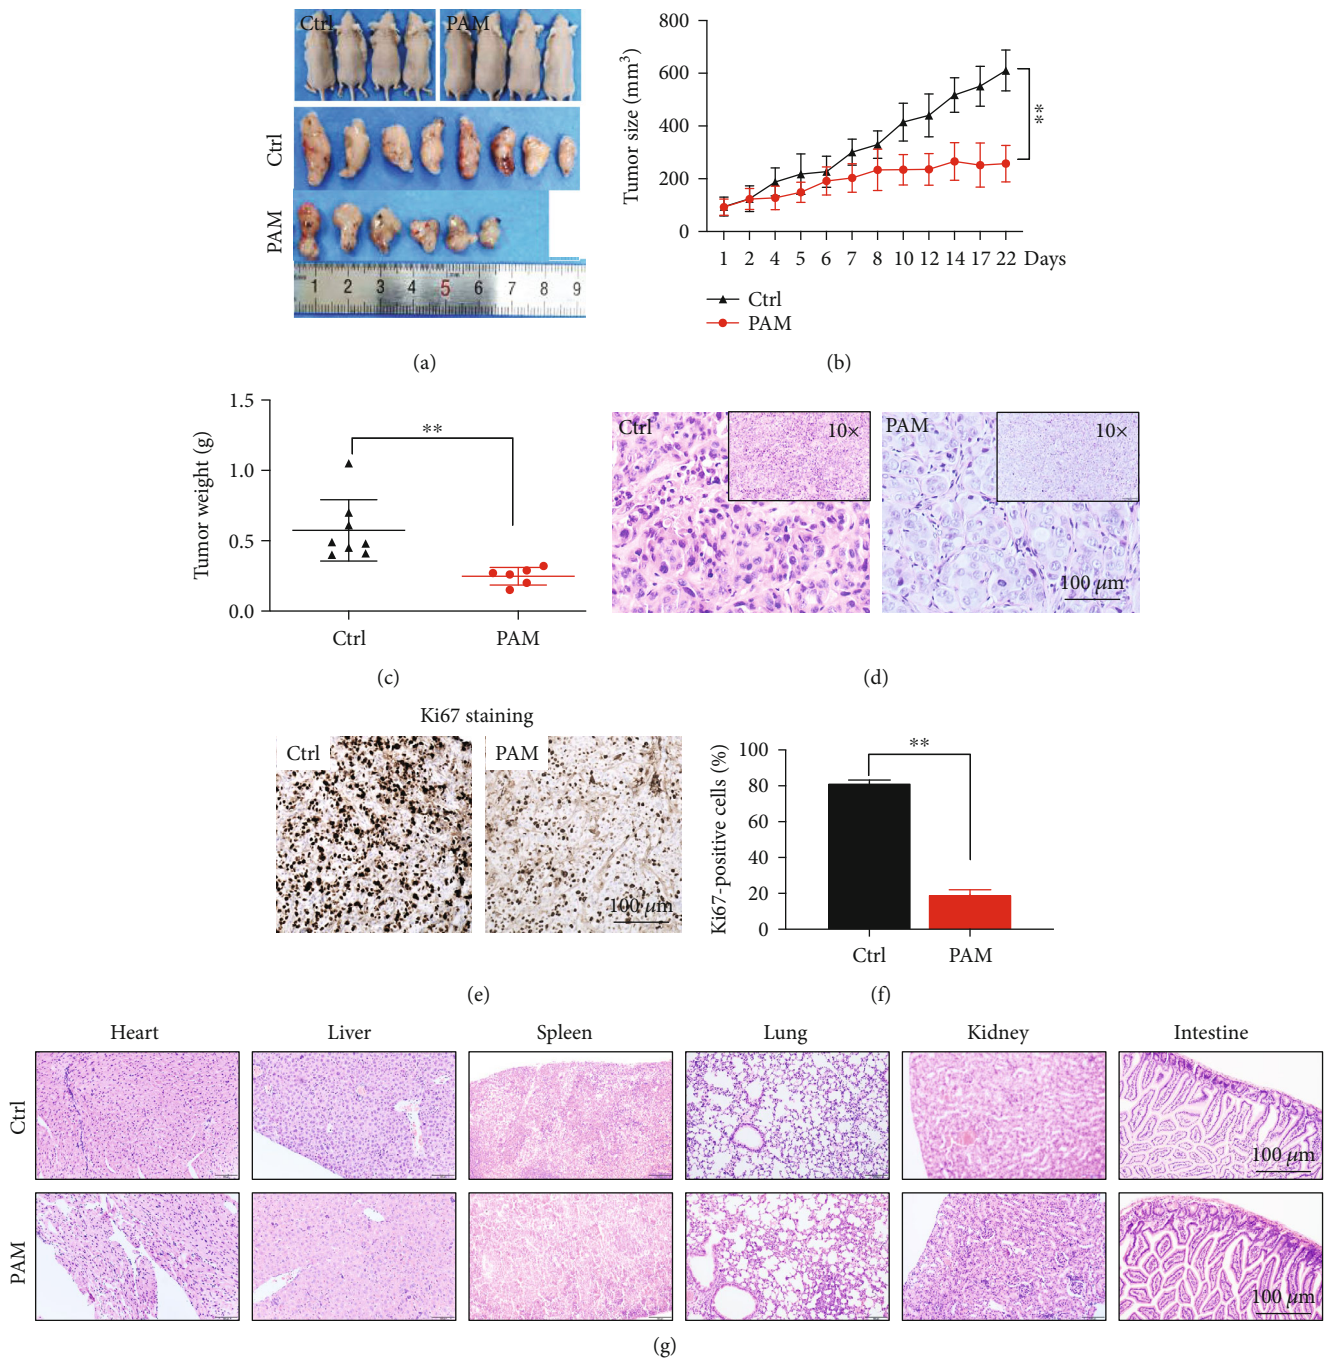 Ctrl
PAM
Ctrl
PAM
1 2 3 4 5 6 7 8 9
(a)
Tumor size (mm³)
800
600
400
200
0
1 2 4 5 6 7 8 10 12 14 17 22 Days
**
Ctrl
PAM
(b)
Tumor weight (g)
1.5
1.0
0.5
0.0
**
Ctrl PAM
(c)
Ctrl
10×
PAM
10×
100 μm
(d)
Ki67 staining
Ctrl
PAM
100 μm
(e)
Ki67-positive cells (%)
100
80
60
40
20
0
**
Ctrl PAM
(f)
Heart Liver Spleen Lung Kidney Intestine
Ctrl
100 μm
PAM
100 μm
(g)